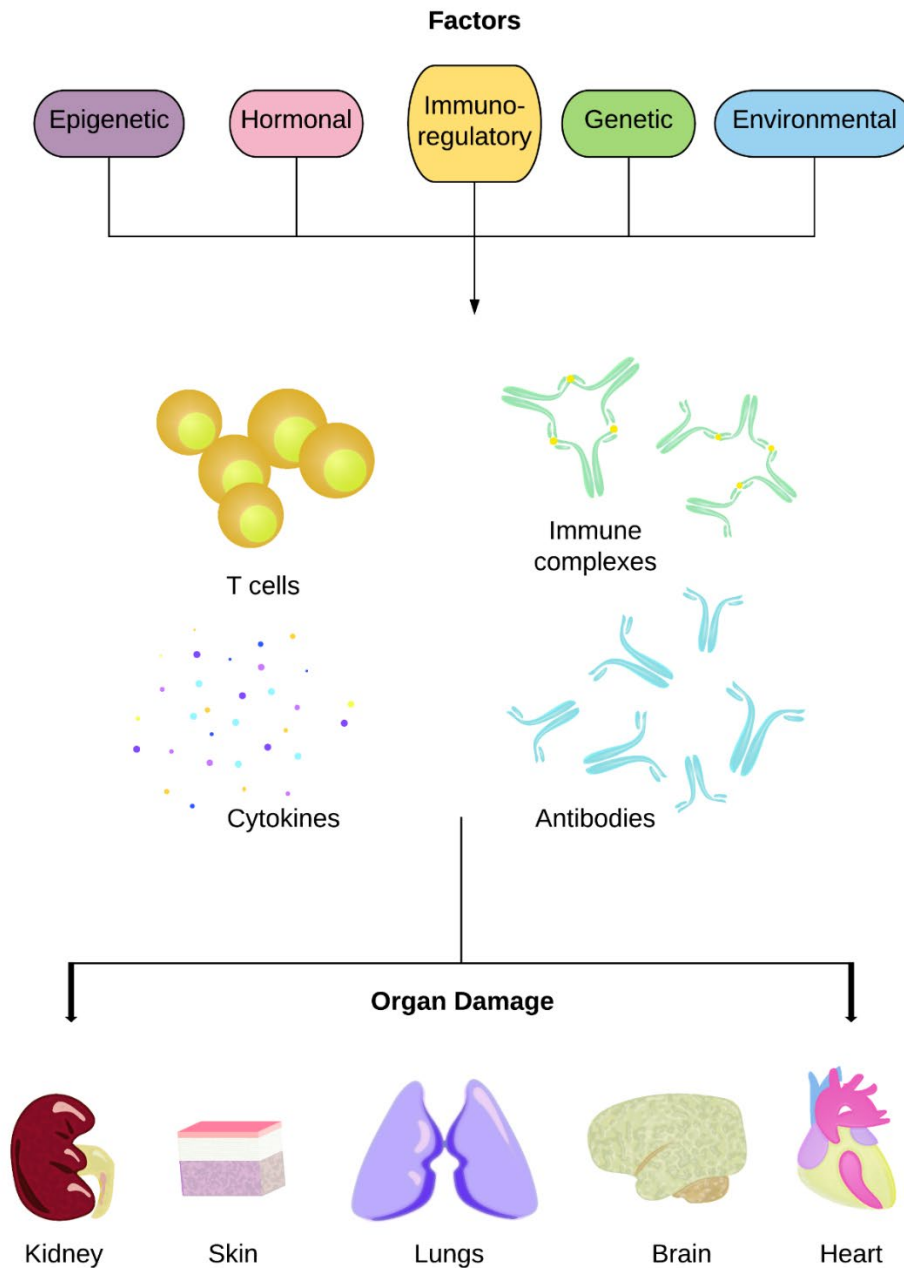 Factors
Epigenetic
Hormonal
Immuno-
regulatory
Genetic
Environmental
T cells
Immune
complexes
Cytokines
Antibodies
Organ Damage
Kidney
Skin
Lungs
Brain
Heart